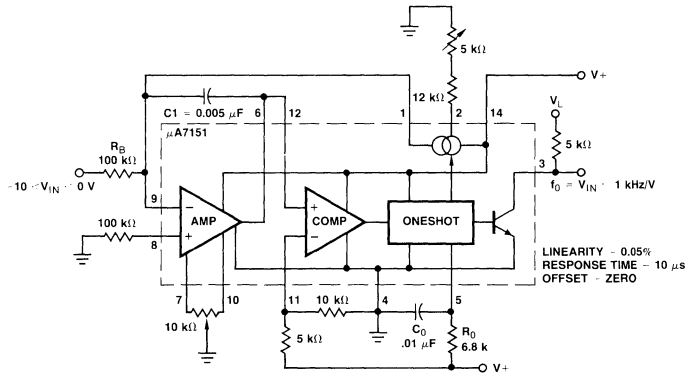 5 kΩ
12 kΩ
V+
C1 = 0.005 μF
6
12
1
2
14
VL
5 kΩ
μA7151
RB
100 kΩ
-10 < VIN < 0 V
9
−
AMP
+
8
100 kΩ
+
COMP
−
ONESHOT
3
f0 = VIN · 1 kHz/V
LINEARITY – 0.05%
RESPONSE TIME – 10 μs
OFFSET – ZERO
7
10
10 kΩ
11
10 kΩ
4
5
C0
.01 μF
R0
6.8 k
5 kΩ
V+